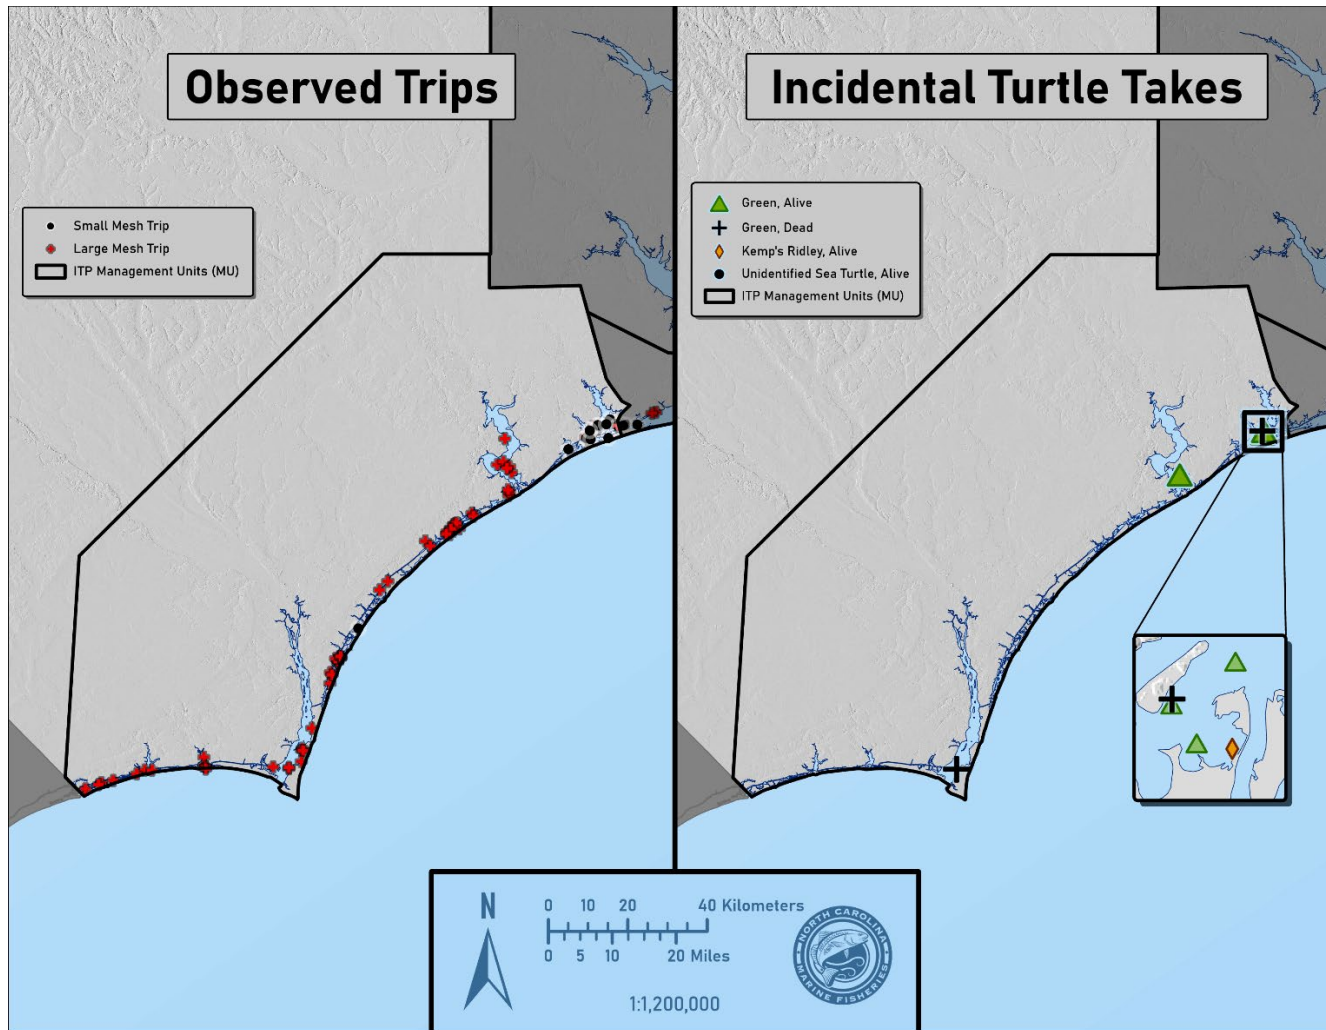 Observed Trips
Small Mesh Trip
Large Mesh Trip
ITP Management Units (MU)
Incidental Turtle Takes
Green, Alive
Green, Dead
Kemp's Ridley, Alive
Unidentified Sea Turtle, Alive
ITP Management Units (MU)
N
0 10 20 40 Kilometers
0 5 10 20 Miles
1:1,200,000
NORTH CAROLINA
MARINE FISHERIES